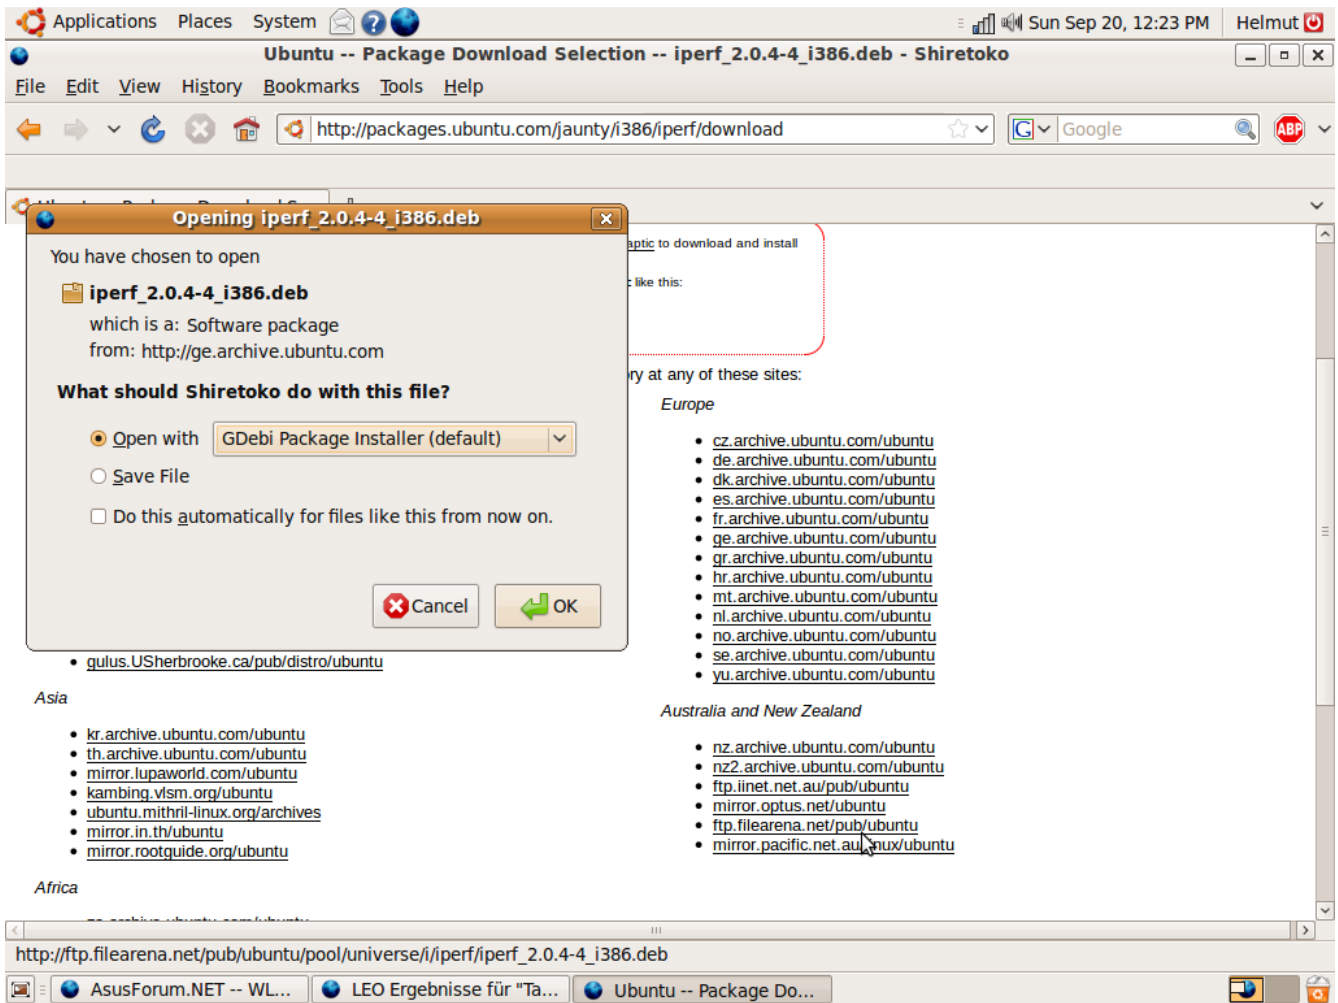 Applications Places System Sun Sep 20, 12:23 PM Helmut
Ubuntu -- Package Download Selection -- iperf_2.0.4-4_i386.deb - Shiretoko
File Edit View History Bookmarks Tools Help
http://packages.ubuntu.com/jaunty/i386/iperf/download G Google ABP
Opening iperf_2.0.4-4_i386.deb
You have chosen to open
iperf_2.0.4-4_i386.deb
which is a: Software package
from: http://ge.archive.ubuntu.com
What should Shiretoko do with this file?
Open with GDebi Package Installer (default)
Save File
Do this automatically for files like this from now on.
Cancel OK
to download and install
like this:
at any of these sites:
Europe
cz.archive.ubuntu.com/ubuntu
de.archive.ubuntu.com/ubuntu
dk.archive.ubuntu.com/ubuntu
es.archive.ubuntu.com/ubuntu
fr.archive.ubuntu.com/ubuntu
ge.archive.ubuntu.com/ubuntu
gr.archive.ubuntu.com/ubuntu
hr.archive.ubuntu.com/ubuntu
mt.archive.ubuntu.com/ubuntu
nl.archive.ubuntu.com/ubuntu
no.archive.ubuntu.com/ubuntu
se.archive.ubuntu.com/ubuntu
yu.archive.ubuntu.com/ubuntu
gulus.USherbrooke.ca/pub/distro/ubuntu
Asia
kr.archive.ubuntu.com/ubuntu
th.archive.ubuntu.com/ubuntu
mirror.lupaworld.com/ubuntu
kambing.vlsm.org/ubuntu
ubuntu.mithril-linux.org/archives
mirror.in.th/ubuntu
mirror.rootguide.org/ubuntu
Africa
Australia and New Zealand
nz.archive.ubuntu.com/ubuntu
nz2.archive.ubuntu.com/ubuntu
ftp.iinet.net.au/pub/ubuntu
mirror.optus.net/ubuntu
ftp.filearena.net/pub/ubuntu
mirror.pacific.net.au/linux/ubuntu
http://ftp.filearena.net/pub/ubuntu/pool/universe/i/iperf/iperf_2.0.4-4_i386.deb
AsusForum.NET -- WL... LEO Ergebnisse für "Ta... Ubuntu -- Package Do...